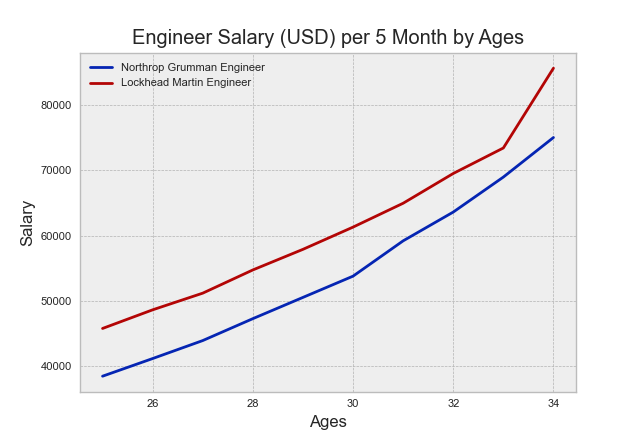 Engineer Salary (USD) per 5 Month by Ages
Northrop Grumman Engineer
Lockhead Martin Engineer
80000
70000
60000
50000
40000
Salary
26 28 30 32 34
Ages